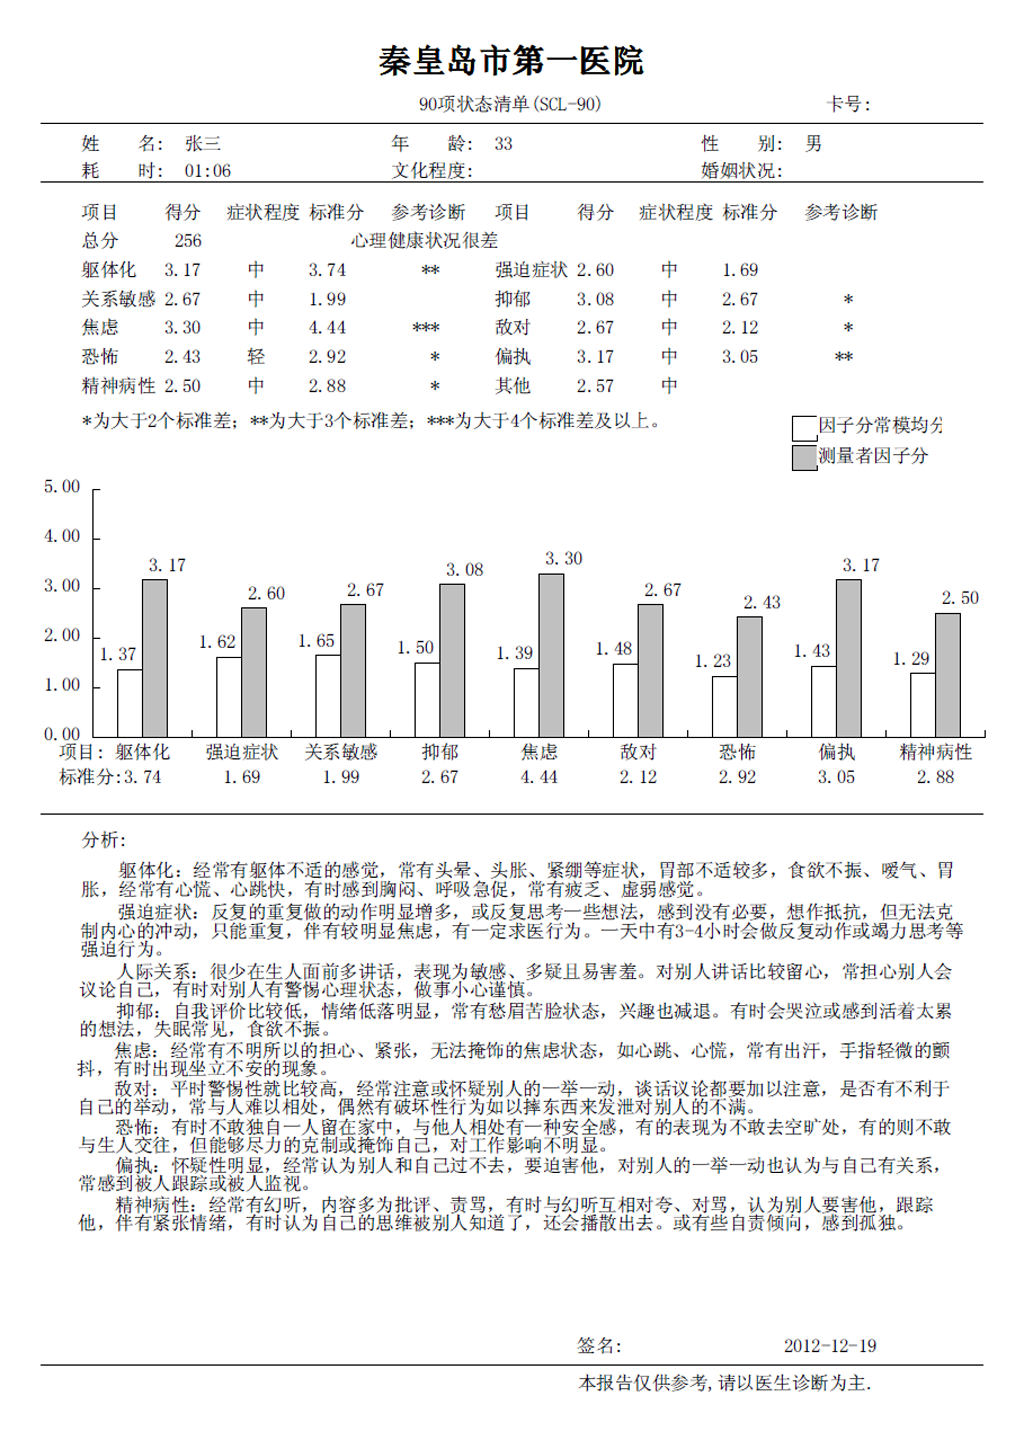 秦皇岛市第一医院
90项状态清单(SCL-90) 卡号:
姓 名: 张三 年 龄: 33 性 别: 男
耗 时: 01:06 文化程度: 婚姻状况:
项目 得分 症状程度 标准分 参考诊断 项目 得分 症状程度 标准分 参考诊断
总分 256 心理健康状况很差
躯体化 3.17 中 3.74 ** 强迫症状 2.60 中 1.69
关系敏感 2.67 中 1.99 抑郁 3.08 中 2.67 *
焦虑 3.30 中 4.44 *** 敌对 2.67 中 2.12 *
恐怖 2.43 轻 2.92 * 偏执 3.17 中 3.05 **
精神病性 2.50 中 2.88 * 其他 2.57 中
*为大于2个标准差; **为大于3个标准差; ***为大于4个标准差及以上。
因子分常模均分
测量者因子分
5.00
4.00
3.00
2.00
1.00
0.00
1.37 3.17 1.62 2.60 1.65 2.67 1.50 3.08 1.39 3.30 1.48 2.67 1.23 2.43 1.43 3.17 1.29 2.50
项目: 躯体化 强迫症状 关系敏感 抑郁 焦虑 敌对 恐怖 偏执 精神病性
标准分:3.74 1.69 1.99 2.67 4.44 2.12 2.92 3.05 2.88
分析:
躯体化: 经常有躯体不适的感觉, 常有头晕、头胀、紧绷等症状, 胃部不适较多, 食欲不振、嗳气、胃
胀, 经常有心慌、心跳快, 有时感到胸闷、呼吸急促, 常有疲乏、虚弱感觉。
强迫症状: 反复的重复做的动作明显增多, 或反复思考一些想法, 感到没有必要, 想作抵抗, 但无法克
制内心的冲动, 只能重复, 伴有较明显焦虑, 有一定求医行为。一天中有3-4小时会做反复动作或竭力思考等
强迫行为。
人际关系: 很少在生人面前多讲话, 表现为敏感、多疑且易害羞。对别人讲话比较留心, 常担心别人会
议论自己, 有时对别人有警惕心理状态, 做事小心谨慎。
抑郁: 自我评价比较低, 情绪低落明显, 常有愁眉苦脸状态, 兴趣也减退。有时会哭泣或感到活着太累
的想法, 失眠常见, 食欲不振。
焦虑: 经常有不明所以的担心、紧张, 无法掩饰的焦虑状态, 如心跳、心慌, 常有出汗, 手指轻微的颤
抖, 有时出现坐立不安的现象。
敌对: 平时警惕性就比较高, 经常注意或怀疑别人的一举一动, 谈话议论都要加以注意, 是否有不利于
自己的举动, 常与人难以相处, 偶然有破坏性行为如以摔东西来发泄对别人的不满。
恐怖: 有时不敢独自一人留在家中, 与他人相处有一种安全感, 有的表现为不敢去空旷处, 有的则不敢
与生人交往, 但能够尽力的克制或掩饰自己, 对工作影响不明显。
偏执: 怀疑性明显, 经常认为别人和自己过不去, 要迫害他, 对别人的一举一动也认为与自己有关系,
常感到被人跟踪或被人监视。
精神病性: 经常有幻听, 内容多为批评、责骂, 有时与幻听互相对夸、对骂, 认为别人要害他, 跟踪
他, 伴有紧张情绪, 有时认为自己的思维被别人知道了, 还会播散出去。或有些自责倾向, 感到孤独。
签名: 2012-12-19
本报告仅供参考, 请以医生诊断为主.